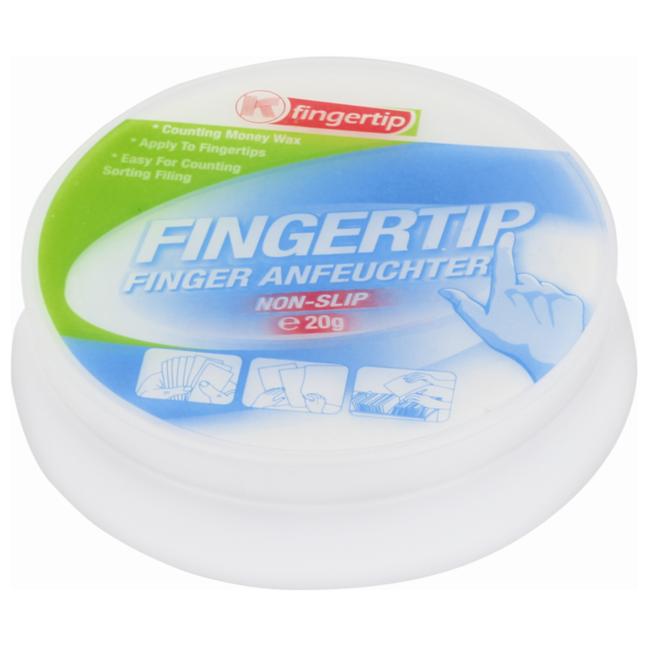 K fingertip
* Counting Money Wax
* Apply To Fingertips
* Easy For Counting
Sorting Filing
FINGERTIP
FINGER ANFEUCHTER
NON-SLIP
℮ 20g